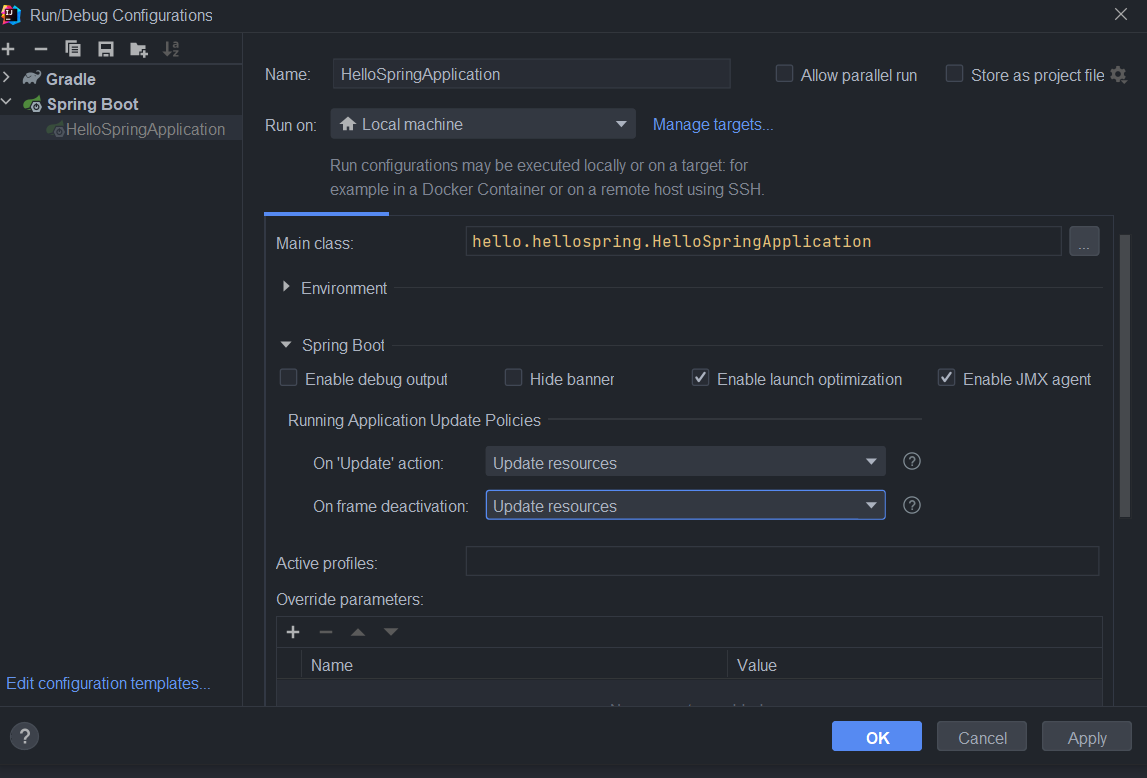 Run/Debug Configurations
Gradle
Spring Boot
HelloSpringApplication
Edit configuration templates...
Name: HelloSpringApplication Allow parallel run Store as project file
Run on: Local machine Manage targets...
Run configurations may be executed locally or on a target: for
example in a Docker Container or on a remote host using SSH.
Main class: hello.hellospring.HelloSpringApplication ...
Environment
Spring Boot
Enable debug output Hide banner Enable launch optimization Enable JMX agent
Running Application Update Policies
On 'Update' action: Update resources ?
On frame deactivation: Update resources ?
Active profiles:
Override parameters:
Name Value
? OK Cancel Apply